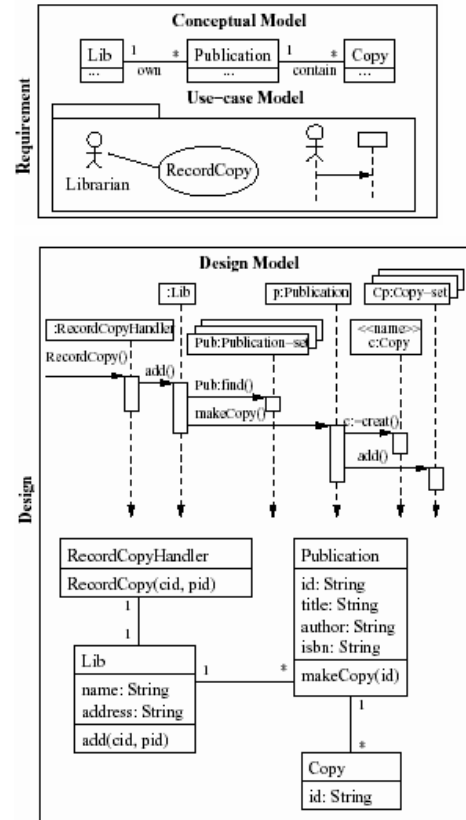 Conceptual Model
Lib
...
1
own
*
Publication
...
1
contain
*
Copy
...
Requirement
Use-case Model
Librarian
RecordCopy
Design Model
:Lib
p:Publication
Cp:Copy-set
:RecordCopyHandler
Pub:Publication-set
<<name>>
c:Copy
RecordCopy()
add()
Pub:find()
makeCopy()
c:=creat()
add()
Design
RecordCopyHandler
RecordCopy(cid, pid)
1
1
Lib
name: String
address: String
add(cid, pid)
1
*
Publication
id: String
title: String
author: String
isbn: String
makeCopy(id)
1
*
Copy
id: String